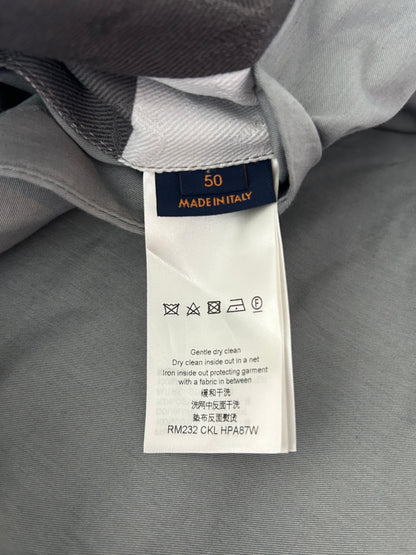 50
MADE IN ITALY
F
Gentle dry clean
Dry clean inside out in a net
Iron inside out protecting garment
with a fabric in between
缓和干洗
洗网中反面干洗
垫布反面熨烫
RM232 CKL HPA87W